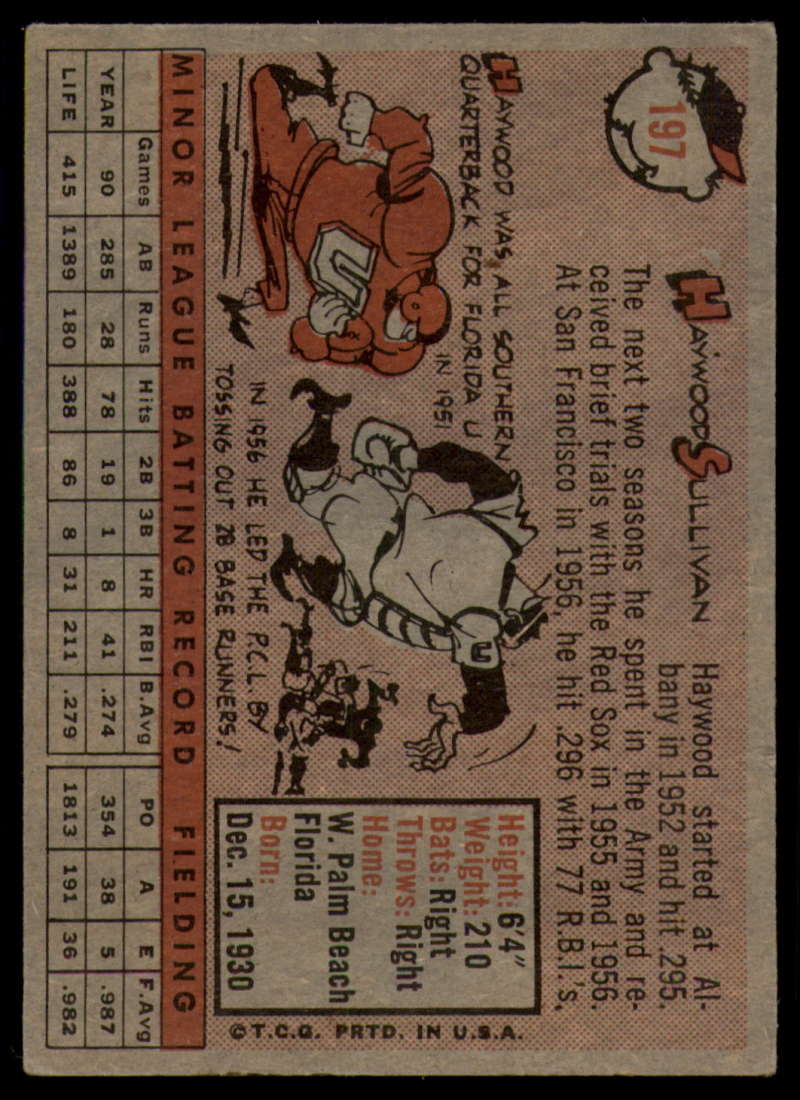 197
HAYWOOD SULLIVAN
Haywood started at Al-
bany in 1952 and hit .295.
The next two seasons he spent in the Army and re-
ceived brief trials with the Red Sox in 1955 and 1956.
At San Francisco in 1956, he hit .296 with 77 R.B.I.'s,
HAYWOOD WAS ALL SOUTHERN
QUARTERBACK FOR FLORIDA U
IN 1951
U
IN 1956 HE LED THE P.C.L. BY
TOSSING OUT 28 BASE RUNNERS!
Height: 6'4"
Weight: 210
Bats: Right
Throws: Right
Home:
W. Palm Beach
Florida
Born:
Dec. 15, 1930
©T.C.G. PRTD. IN U.S.A.
MINOR LEAGUE BATTING RECORD FIELDING
Games AB Runs Hits 2B 3B HR RBI B.Avg PO A E F.Avg
YEAR 90 285 28 78 19 1 8 41 .274 354 38 5 .987
LIFE 415 1389 180 388 86 8 31 211 .279 1813 191 36 .982